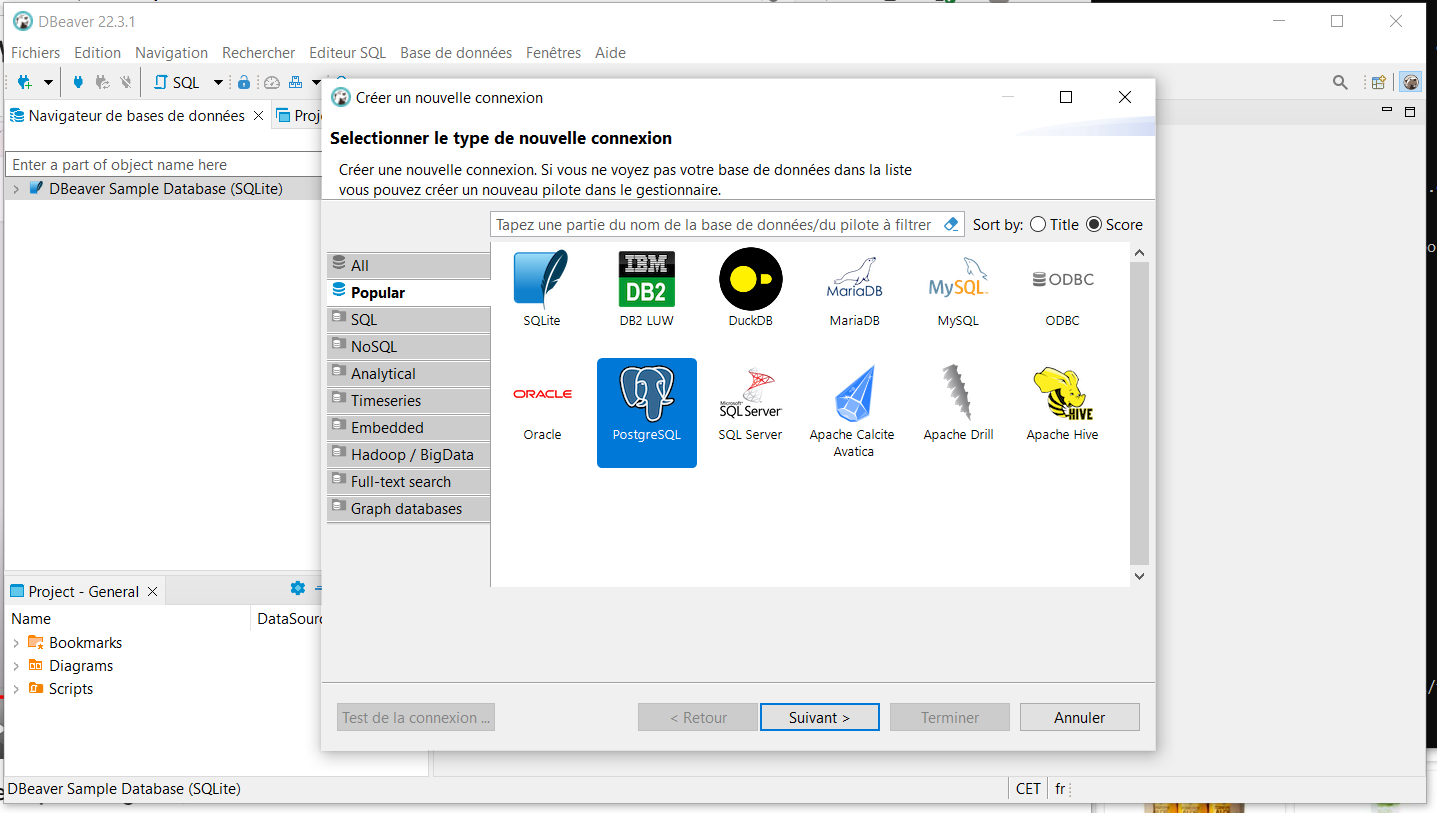 DBeaver 22.3.1
Fichiers Edition Navigation Rechercher Editeur SQL Base de données Fenêtres Aide
SQL
Navigateur de bases de données
Enter a part of object name here
DBeaver Sample Database (SQLite)
Créer un nouvelle connexion
Selectionner le type de nouvelle connexion
Créer une nouvelle connexion. Si vous ne voyez pas votre base de données dans la liste
vous pouvez créer un nouveau pilote dans le gestionnaire.
Tapez une partie du nom de la base de données/du pilote à filtrer Sort by: Title Score
All
Popular
SQL
NoSQL
Analytical
Timeseries
Embedded
Hadoop / BigData
Full-text search
Graph databases
IBM
DB2
MariaDB
MySQL
ODBC
SQLite DB2 LUW DuckDB MariaDB MySQL ODBC
ORACLE
Microsoft
SQL Server
HIVE
Oracle PostgreSQL SQL Server Apache Calcite Apache Drill Apache Hive
Avatica
Project - General
Name DataSourc
Bookmarks
Diagrams
Scripts
Test de la connexion ... < Retour Suivant > Terminer Annuler
DBeaver Sample Database (SQLite) CET fr